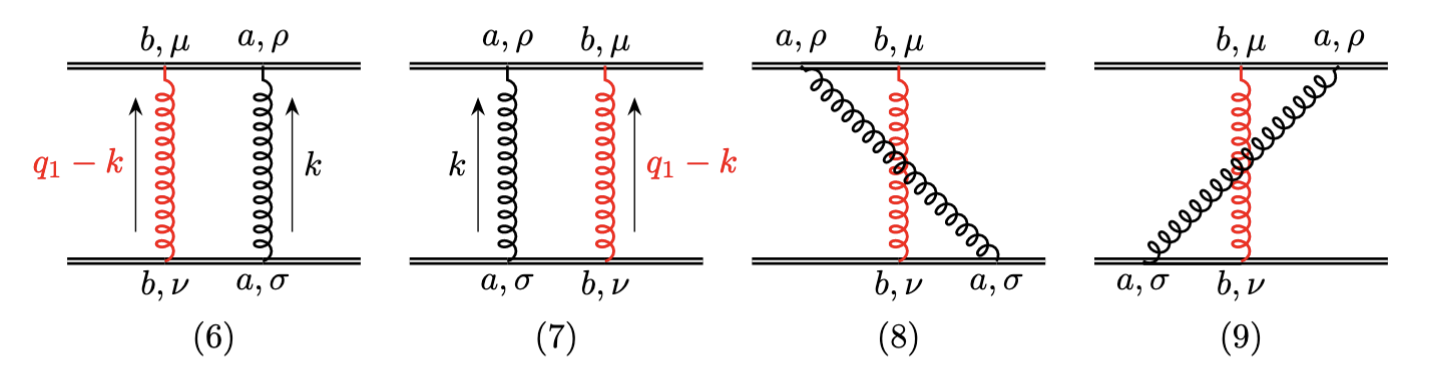 b, μ a, ρ a, ρ b, μ a, ρ b, μ b, μ a, ρ
q₁ − k k k q₁ − k
b, ν a, σ a, σ b, ν b, ν a, σ a, σ b, ν
(6) (7) (8) (9)